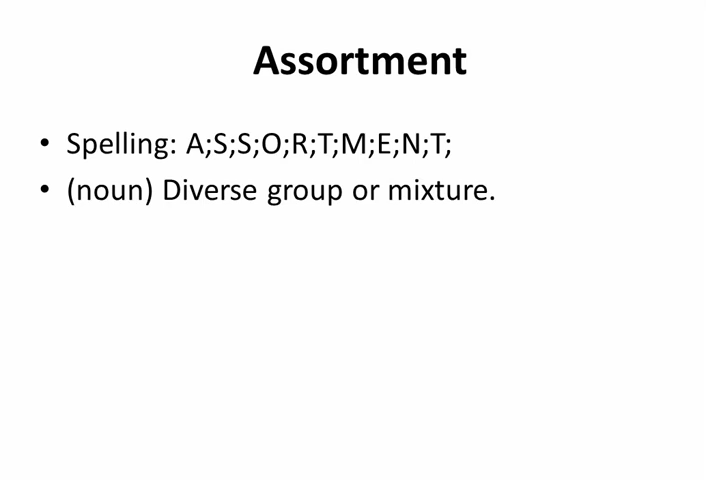 Assortment
• Spelling: A;S;S;O;R;T;M;E;N;T;
• (noun) Diverse group or mixture.